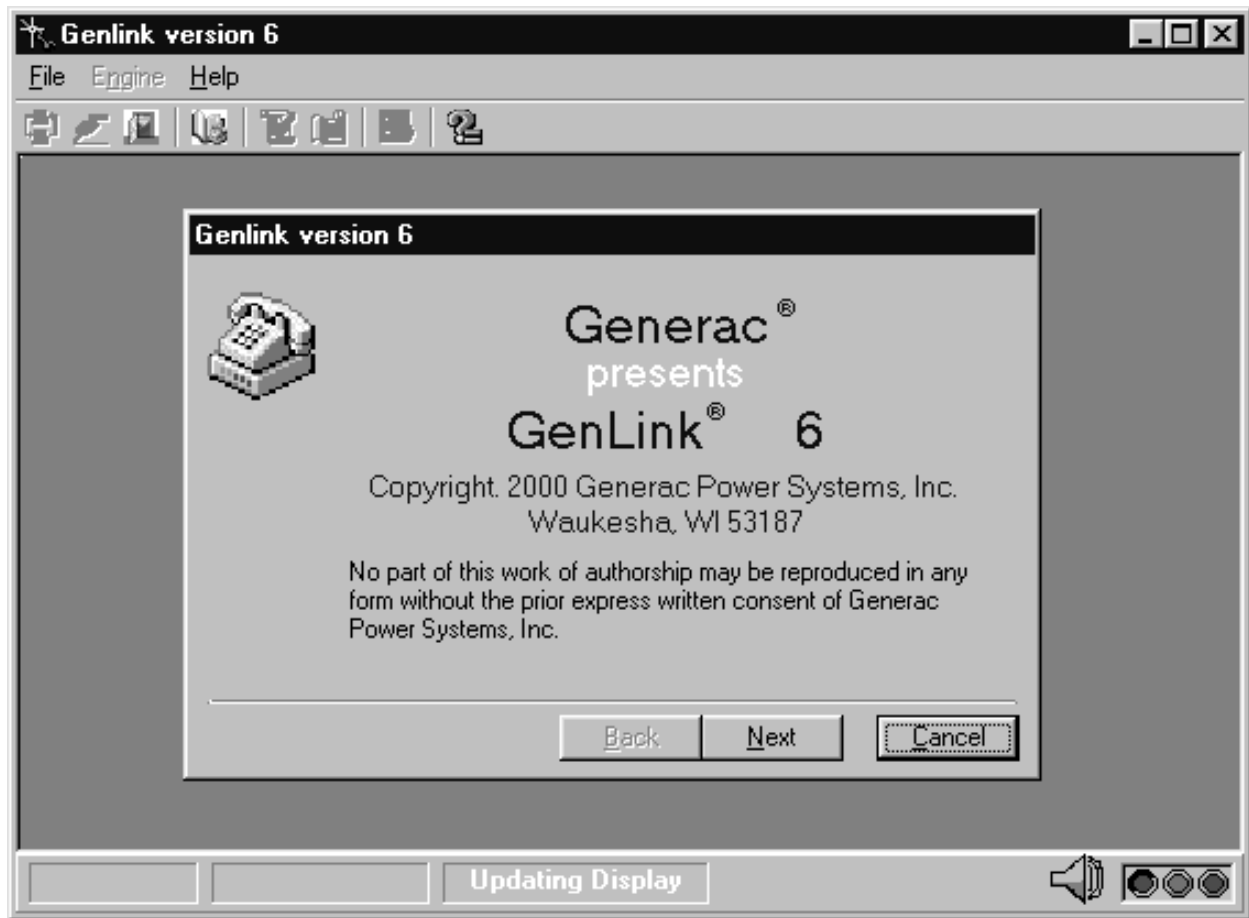 Genlink version 6
File Engine Help
Genlink version 6
Generac®
presents
GenLink® 6
Copyright. 2000 Generac Power Systems, Inc.
Waukesha, WI 53187
No part of this work of authorship may be reproduced in any
form without the prior express written consent of Generac
Power Systems, Inc.
Back Next Cancel
Updating Display